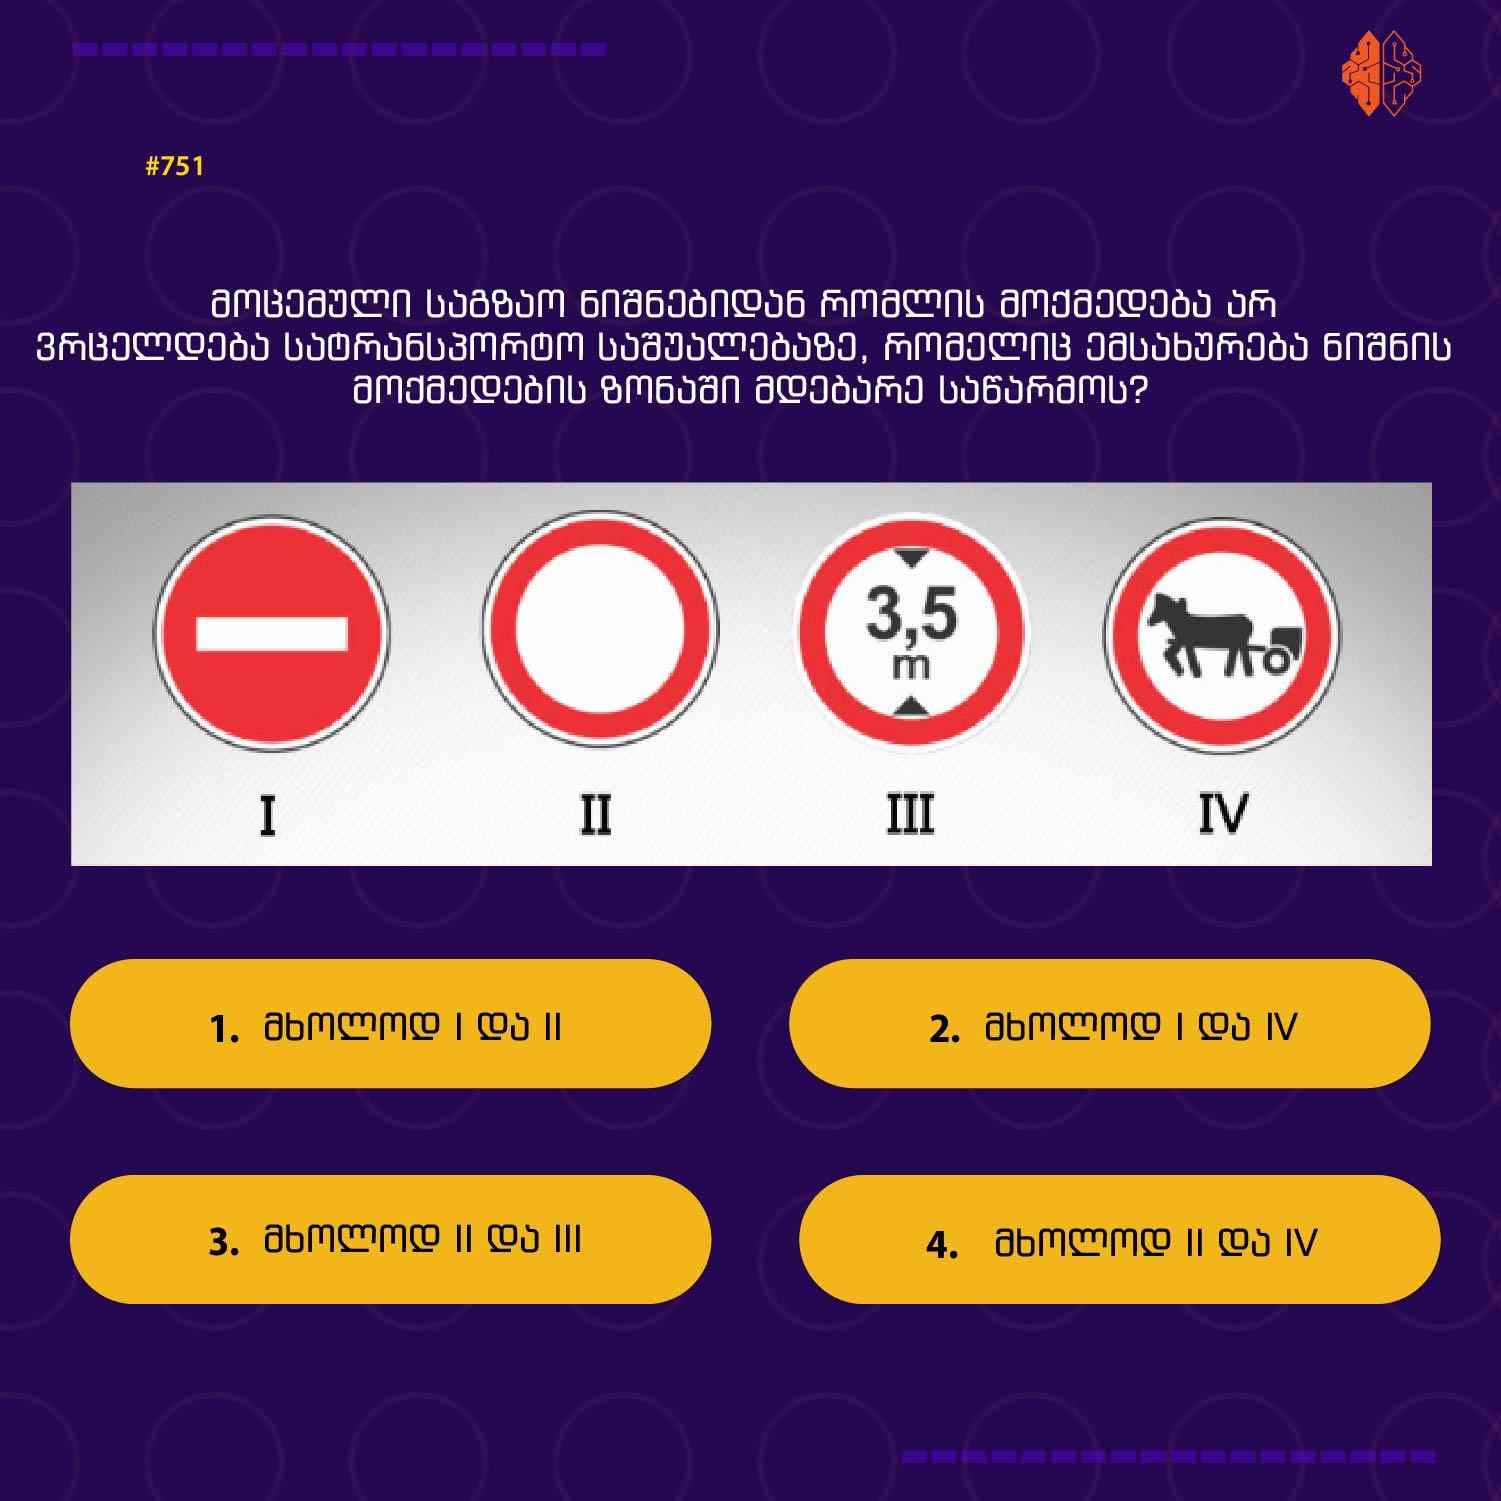 #751
მოცემული საგზაო ნიშნებიდან რომლის მოქმედება არ
ვრცელდება სატრანსპორტო საშუალებაზე, რომელიც ემსახურება ნიშნის
მოქმედების ზონაში მდებარე საწარმოს?
3,5
m
I
II
III
IV
1. მხოლოდ I და II
2. მხოლოდ I და IV
3. მხოლოდ II და III
4. მხოლოდ II და IV